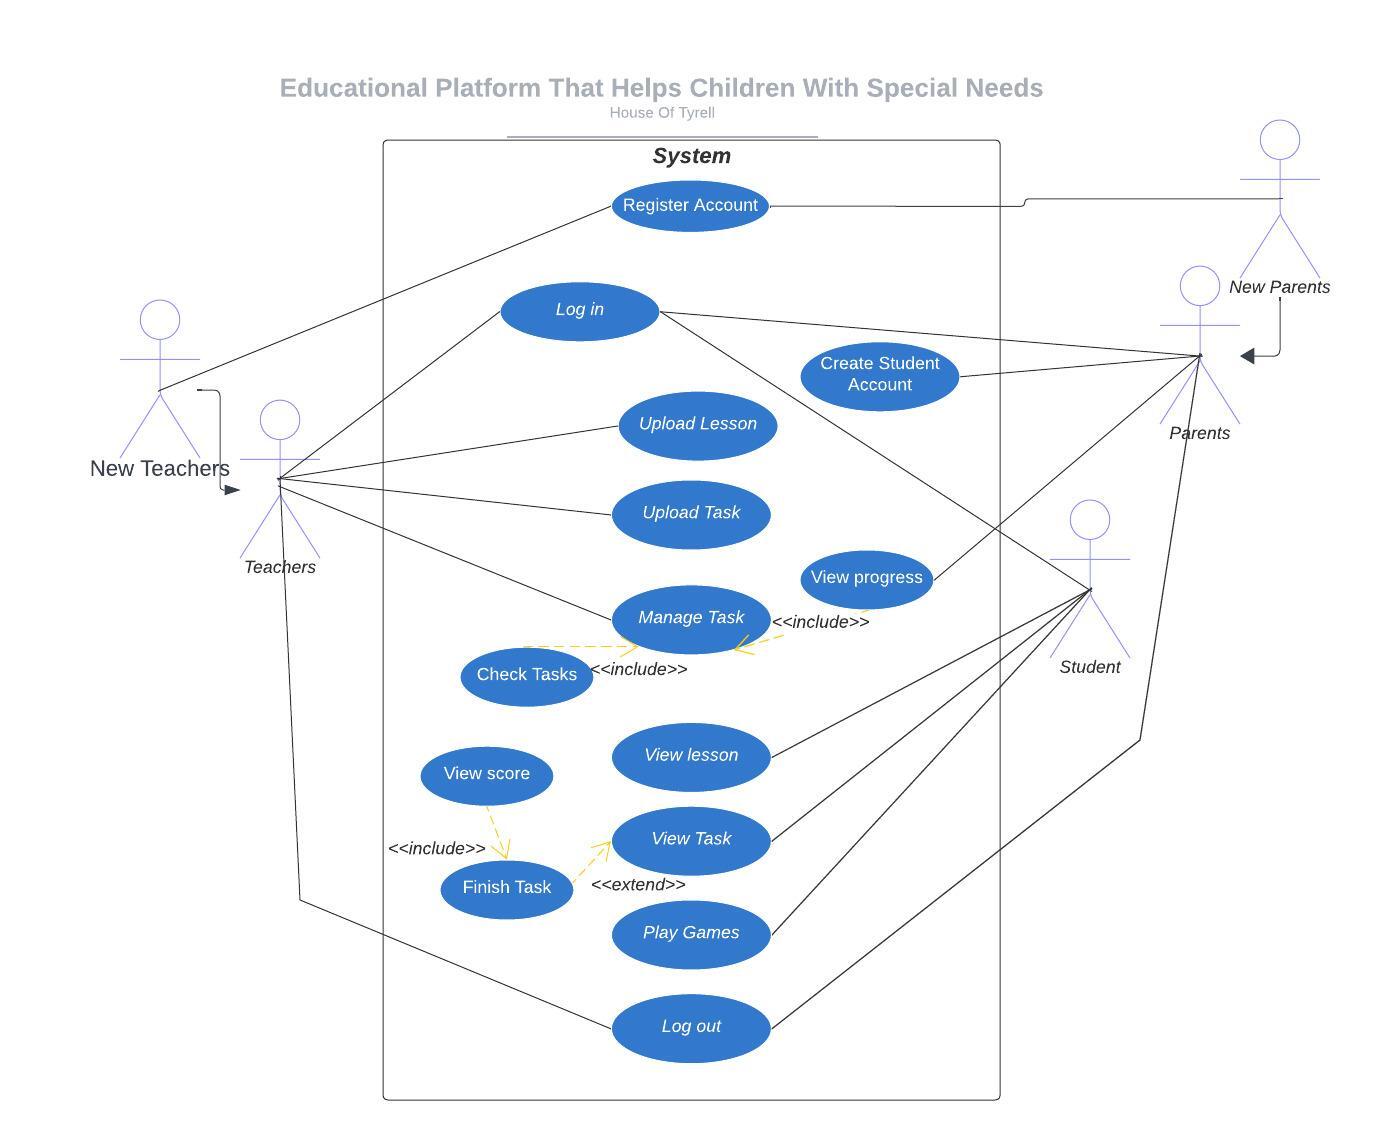 Educational Platform That Helps Children With Special Needs
House Of Tyrell
System
Register Account
New Parents
Log in
Create Student
Account
Upload Lesson
Parents
New Teachers
Upload Task
Teachers
View progress
Manage Task
<<include>>
Check Tasks
<<include>>
Student
View lesson
View score
View Task
<<include>>
Finish Task
<<extend>>
Play Games
Log out